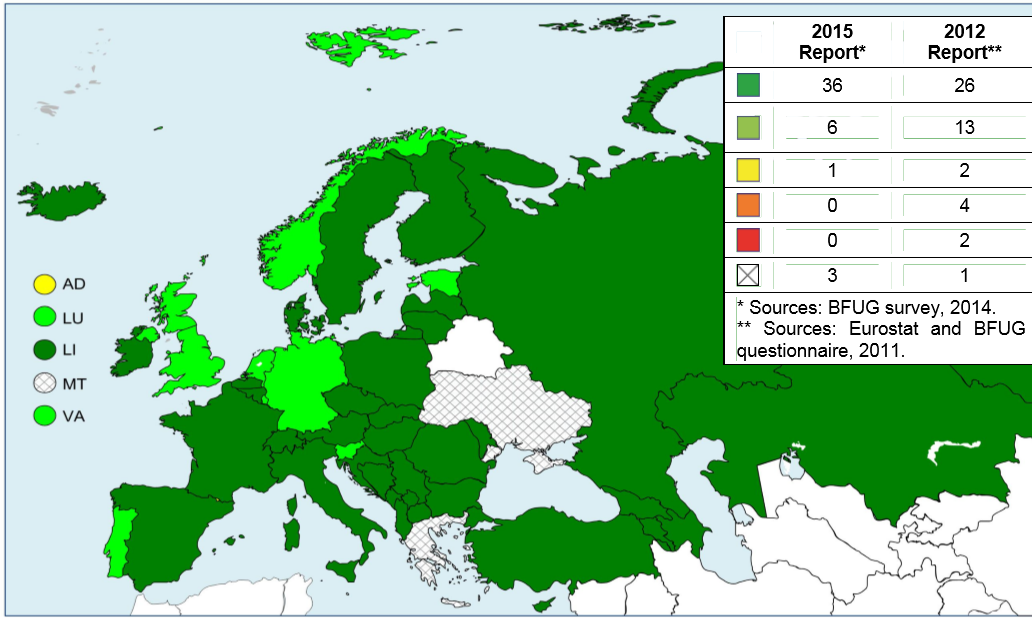 2015 Report*
2012 Report**
36 26
6 13
1 2
0 4
0 2
3 1
* Sources: BFUG survey, 2014.
** Sources: Eurostat and BFUG
questionnaire, 2011.
AD
LU
LI
MT
VA